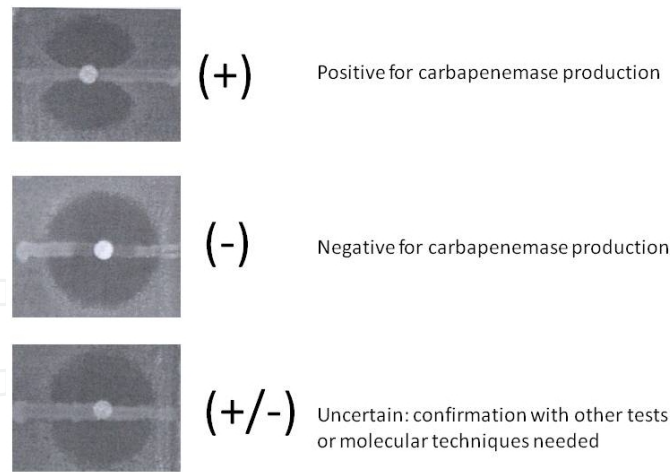 (+)
Positive for carbapenemase production
(-)
Negative for carbapenemase production
(+/-)
Uncertain: confirmation with other tests
or molecular techniques needed